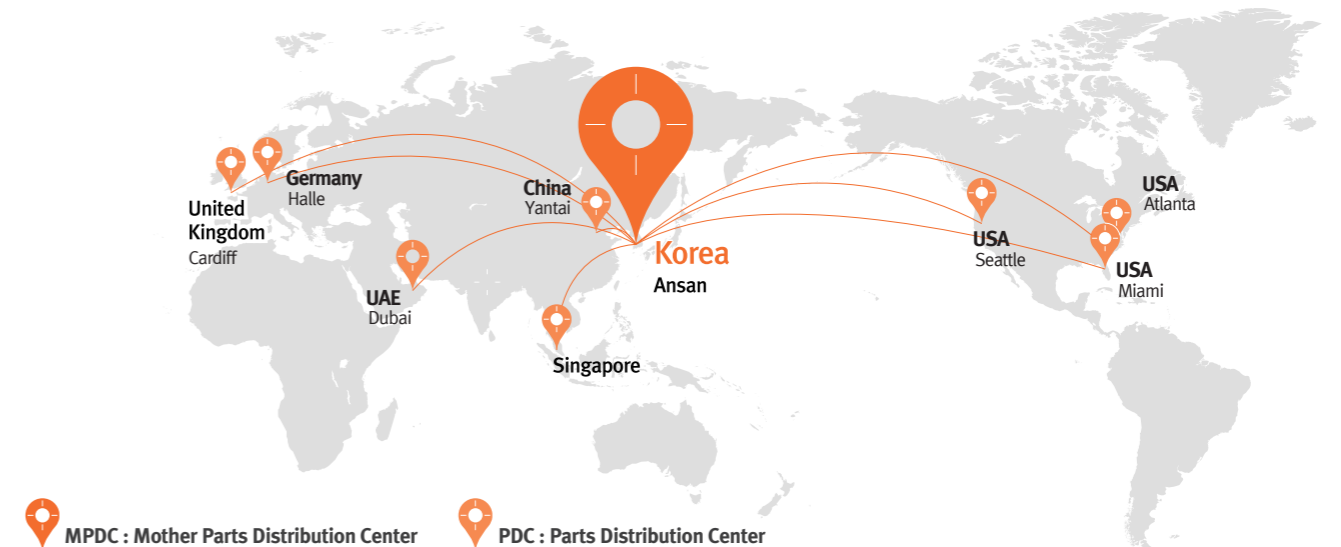 Germany
Halle
United
Kingdom
Cardiff
China
Yantai
UAE
Dubai
Korea
Ansan
Singapore
USA
Seattle
USA
Atlanta
USA
Miami
MPDC : Mother Parts Distribution Center
PDC : Parts Distribution Center